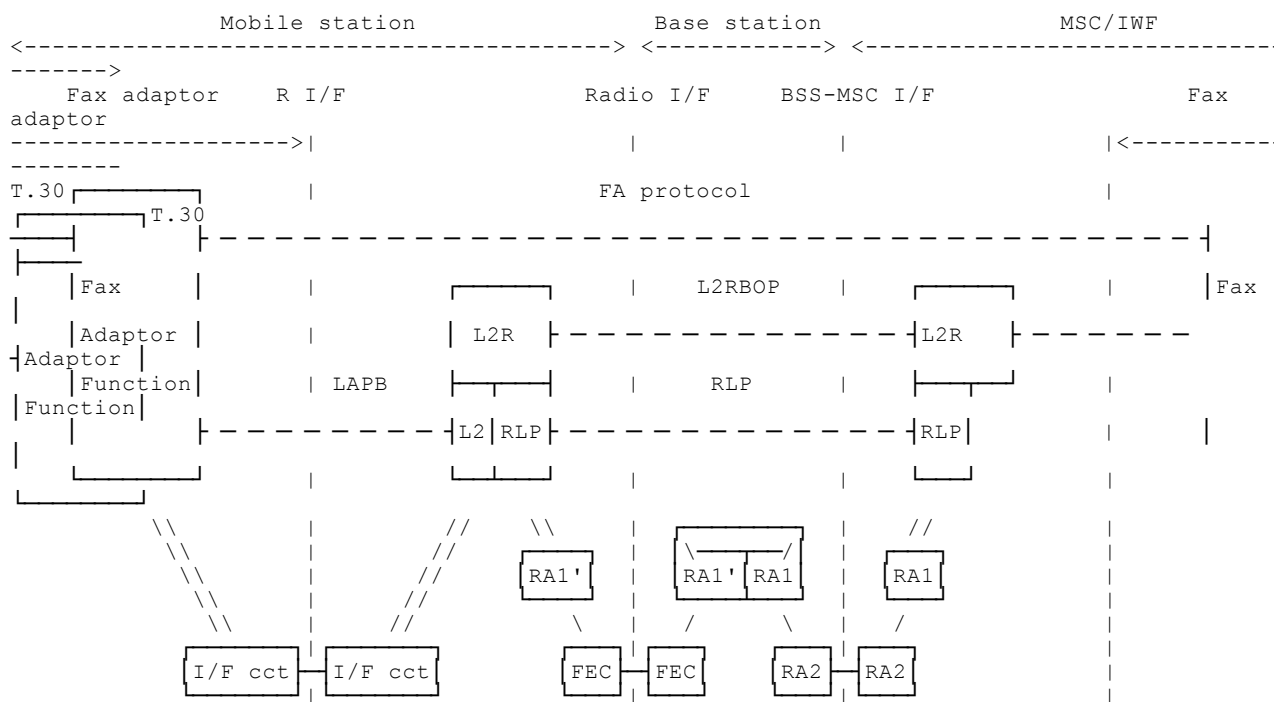 Mobile station Base station MSC/IWF
<-----------------------------------------> <------------> <-----------------------------
------->
Fax adaptor R I/F Radio I/F BSS-MSC I/F Fax
adaptor
-------------------->| | | |<------------
--------
T.30 | FA protocol |
T.30
Fax | | L2RBOP | | Fax
Adaptor | L2R L2R
Adaptor
Function | LAPB | RLP |
Function
L2 RLP RLP |
RA1' RA1' RA1 RA1
I/F cct I/F cct FEC FEC RA2 RA2